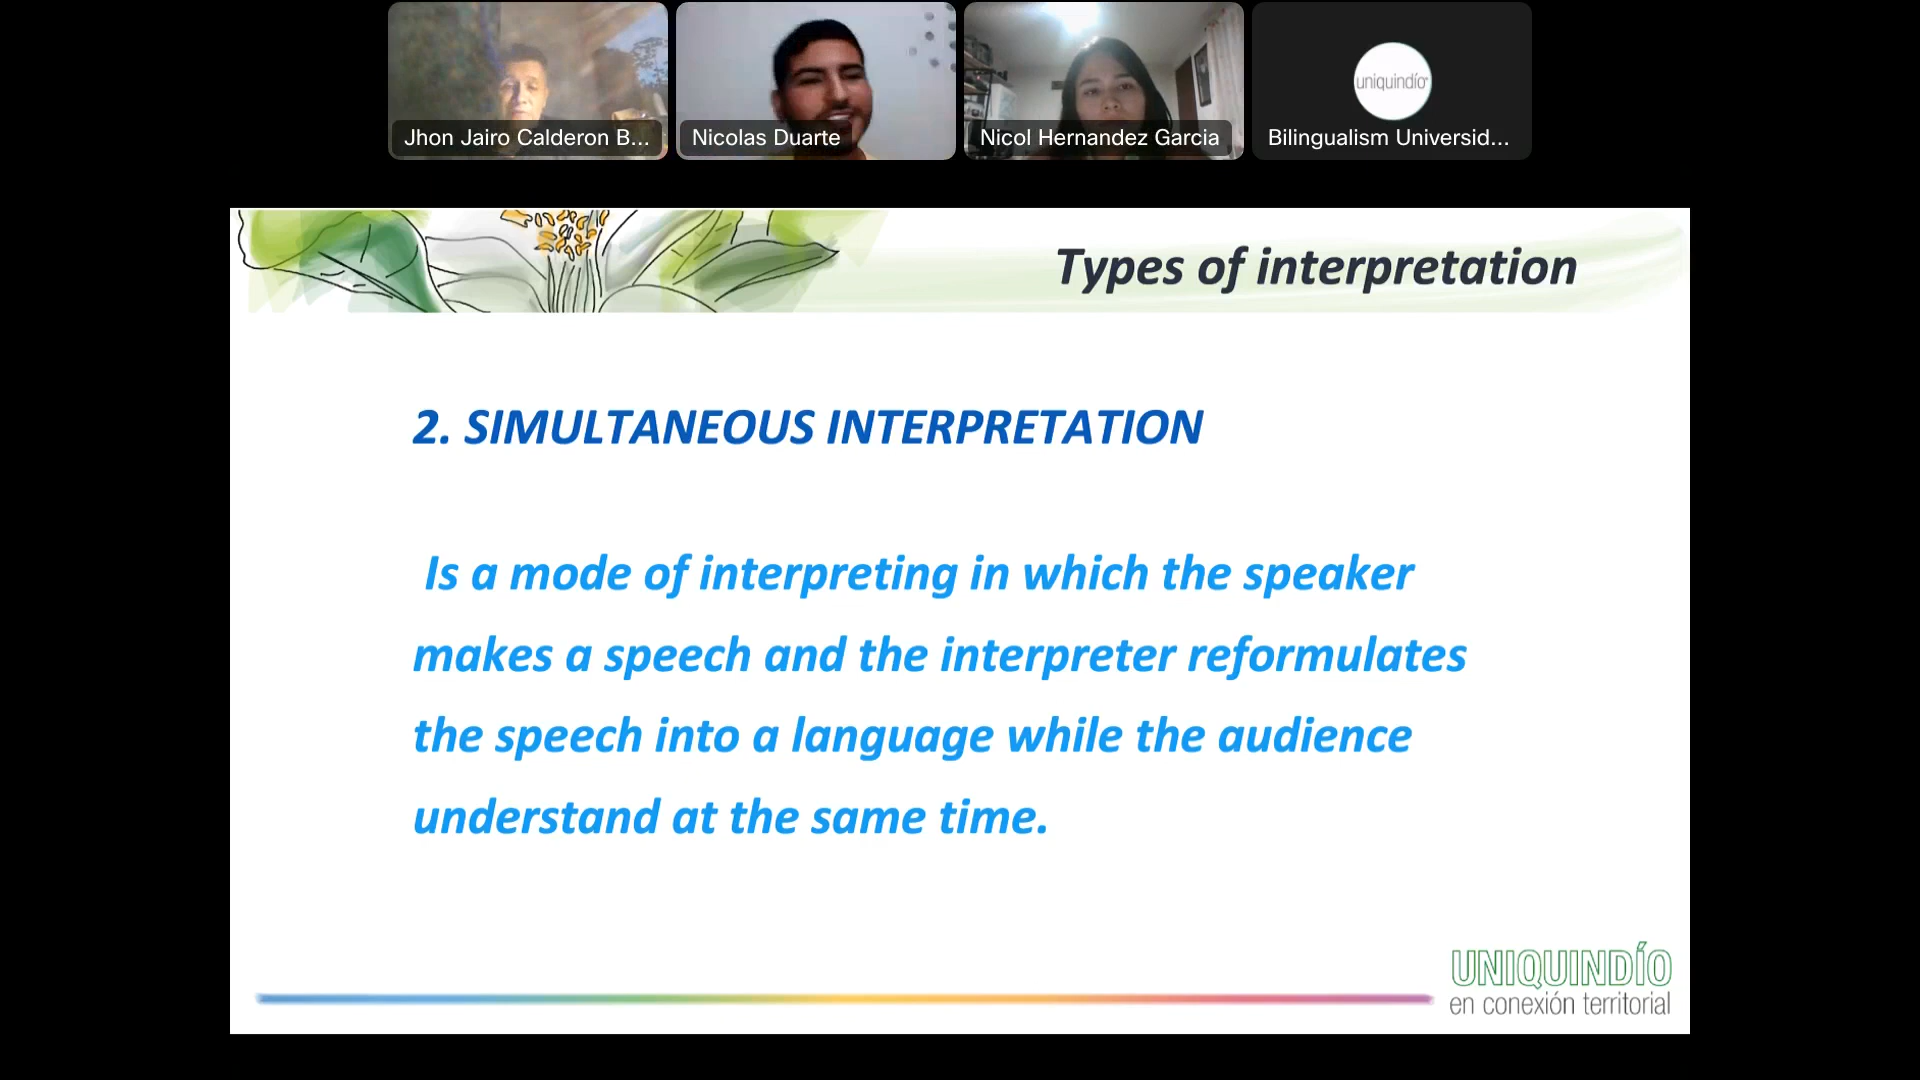 Jhon Jairo Calderon B...
Nicolas Duarte
Nicol Hernandez Garcia
uniquindío
Bilingualism Universid...
Types of interpretation
2. SIMULTANEOUS INTERPRETATION
Is a mode of interpreting in which the speaker
makes a speech and the interpreter reformulates
the speech into a language while the audience
understand at the same time.
UNIQUINDÍO
en conexión territorial